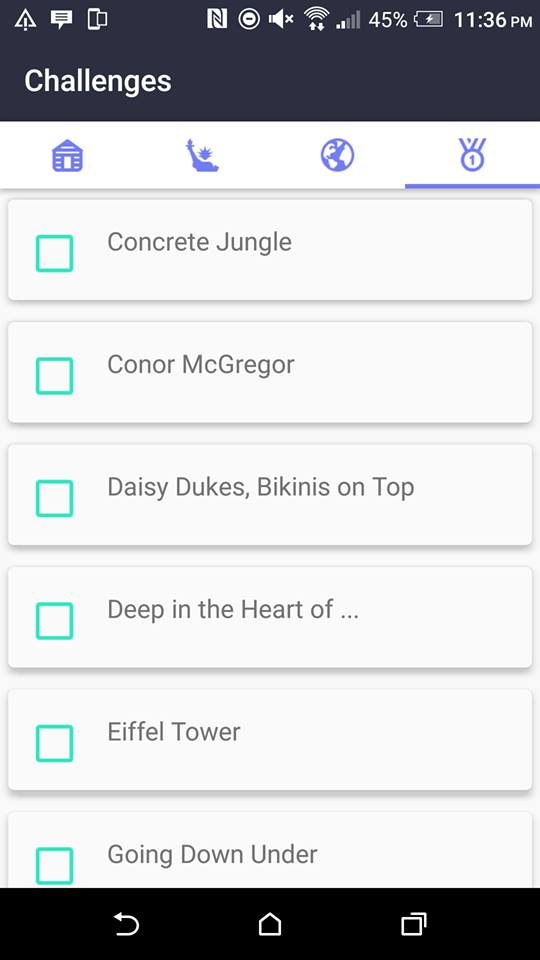 45% 11:36 PM
Challenges
1
Concrete Jungle
Conor McGregor
Daisy Dukes, Bikinis on Top
Deep in the Heart of ...
Eiffel Tower
Going Down Under